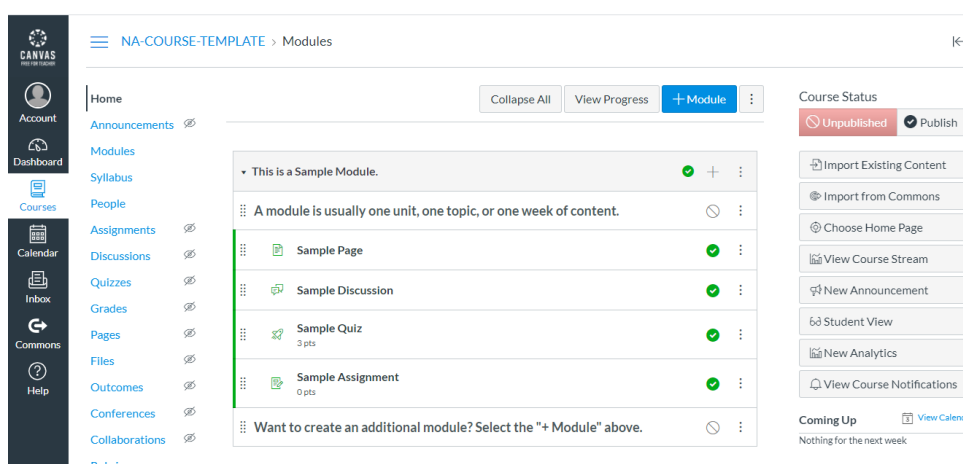 CANVAS
FREE FOR TEACHER
Account
Dashboard
Courses
Calendar
Inbox
Commons
Help
NA-COURSE-TEMPLATE > Modules
Home
Announcements
Modules
Syllabus
People
Assignments
Discussions
Quizzes
Grades
Pages
Files
Outcomes
Conferences
Collaborations
Collapse All
View Progress
+ Module
This is a Sample Module.
A module is usually one unit, one topic, or one week of content.
Sample Page
Sample Discussion
Sample Quiz
3 pts
Sample Assignment
0 pts
Want to create an additional module? Select the "+ Module" above.
Course Status
Unpublished
Publish
Import Existing Content
Import from Commons
Choose Home Page
View Course Stream
New Announcement
Student View
New Analytics
View Course Notifications
Coming Up
View Calen
Nothing for the next week